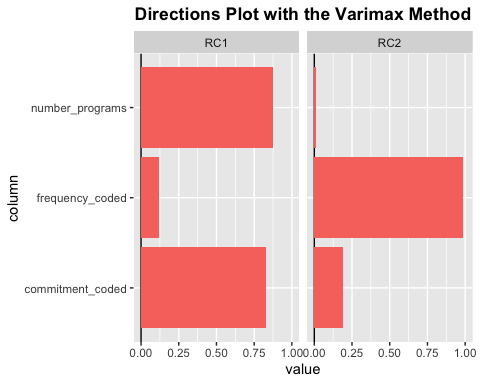 Directions Plot with the Varimax Method
RC1 RC2
number_programs
frequency_coded
commitment_coded
column
0.00 0.25 0.50 0.75 1.00 0.00 0.25 0.50 0.75 1.00
value